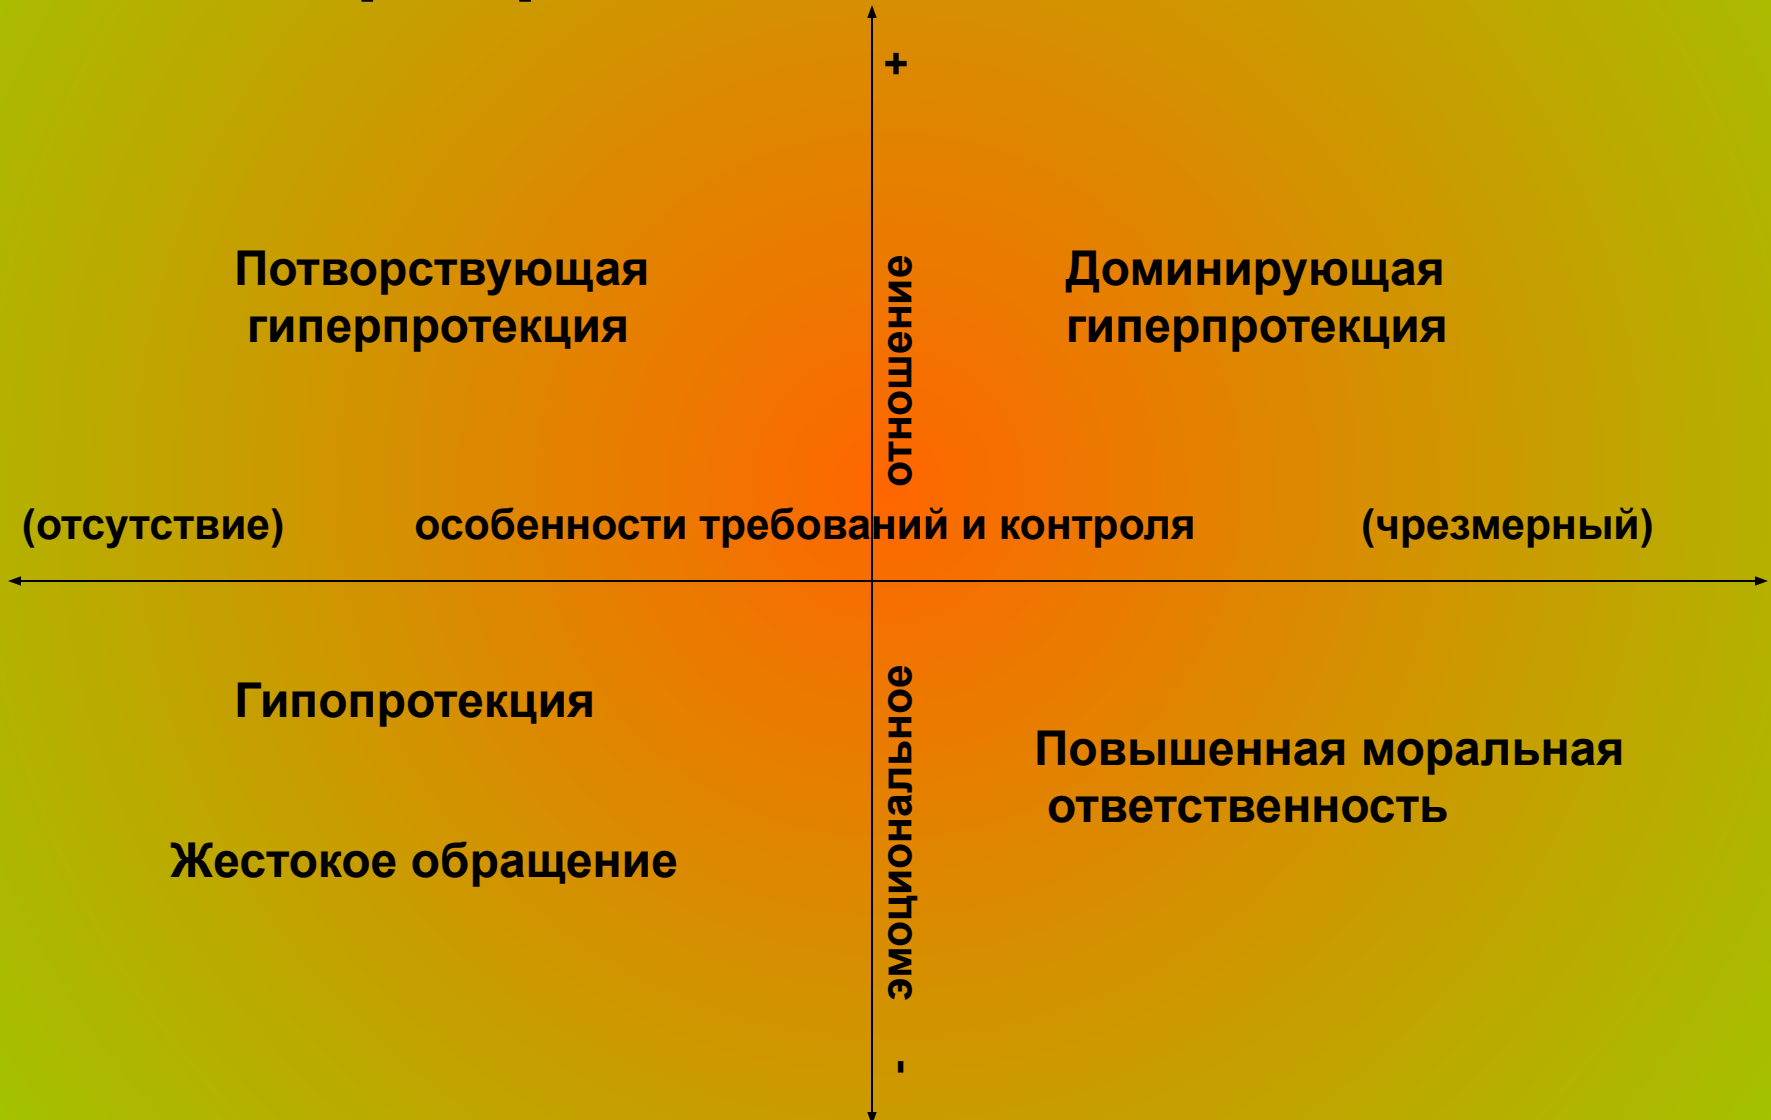 +
Потворствующая
гиперпротекция
Доминирующая
гиперпротекция
эмоциональное отношение
(отсутствие) особенности требований и контроля (чрезмерный)
Гипопротекция
Жестокое обращение
Повышенная моральная
ответственность
-